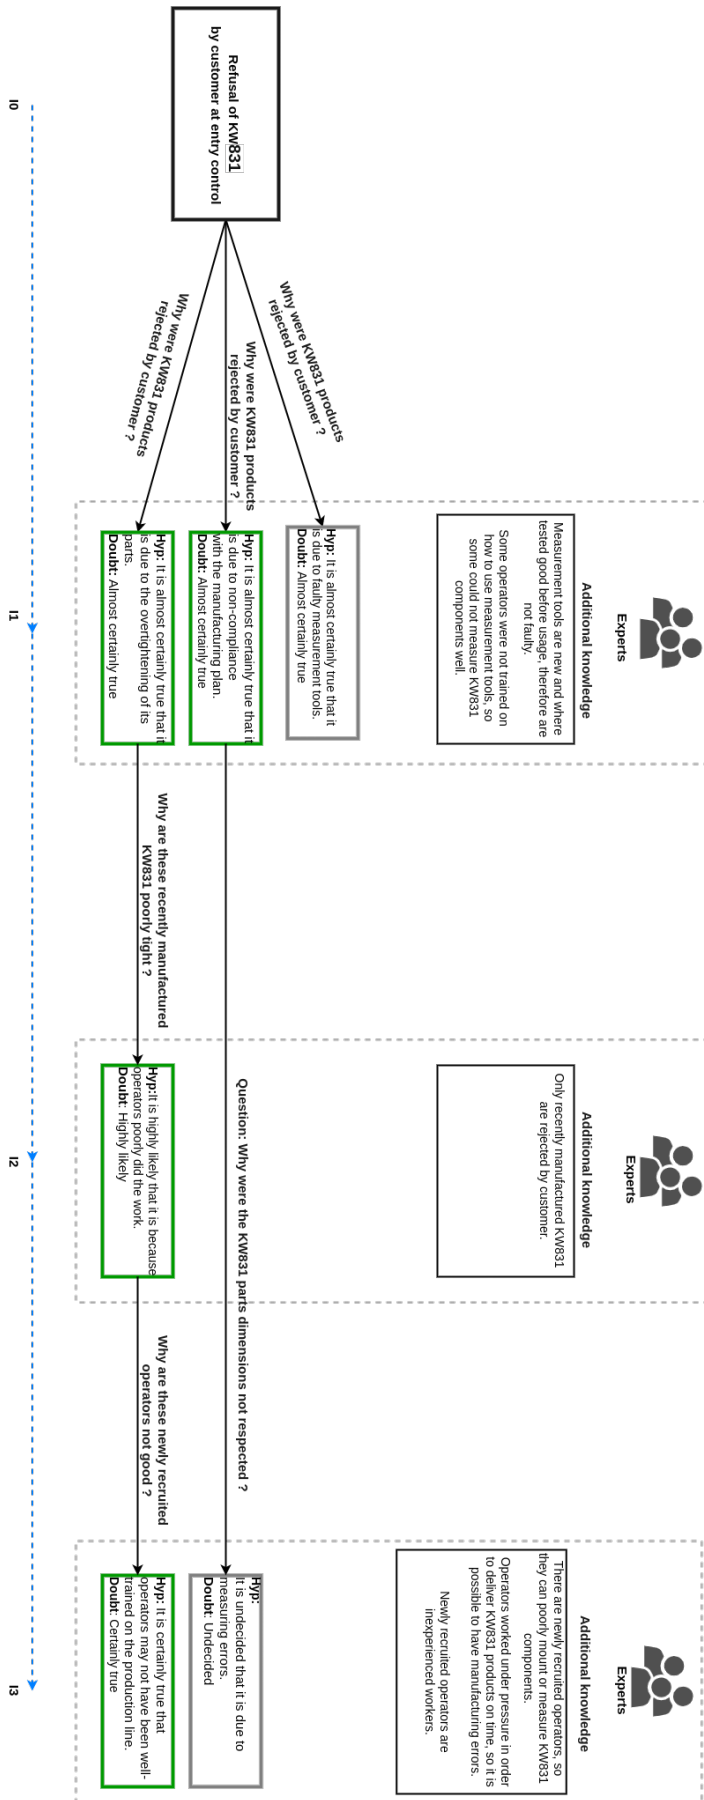 Refusal of KW831
by customer at entry control
Why were KW831 products
rejected by customer ?
Why were KW831 products
rejected by customer ?
Why were KW831 products
rejected by customer ?
Experts
Additional knowledge
Measurement tools are new and where
tested good before usage, therefore are
not faulty.
Some operators were not trained on
how to use measurement tools, so
some could not measure KW831
components well.
Hyp: It is almost certainly true that it
is due to faulty measurement tools.
Doubt: Almost certainly true
Hyp: It is almost certainly true that it
is due to non-compliance
with the manufacturing plan.
Doubt: Almost certainly true
Hyp: It is almost certainly true that it
is due to the overtightening of its
parts.
Doubt: Almost certainly true
Why are these recently manufactured
KW831 poorly tight ?
Question: Why were the KW831 parts dimensions not respected ?
Experts
Additional knowledge
Only recently manufactured KW831
are rejected by customer.
Hyp:It is highly likely that it is because
operators poorly did the work.
Doubt: Highly likely
Why are these newly recruited
operators not good ?
Experts
Additional knowledge
There are newly recruited operators, so
they can poorly mount or measure KW831
components.
Operators worked under pressure in order
to deliver KW831 products on time, so it is
possible to have manufacturing errors.
Newly recruited operators are
inexperienced workers.
Hyp:
It is undecided that it is due to
measuring errors.
Doubt: Undecided
Hyp: It is certainly true that
operators may not have been well-
trained on the production line.
Doubt: Certainly true
I0
I1
I2
I3